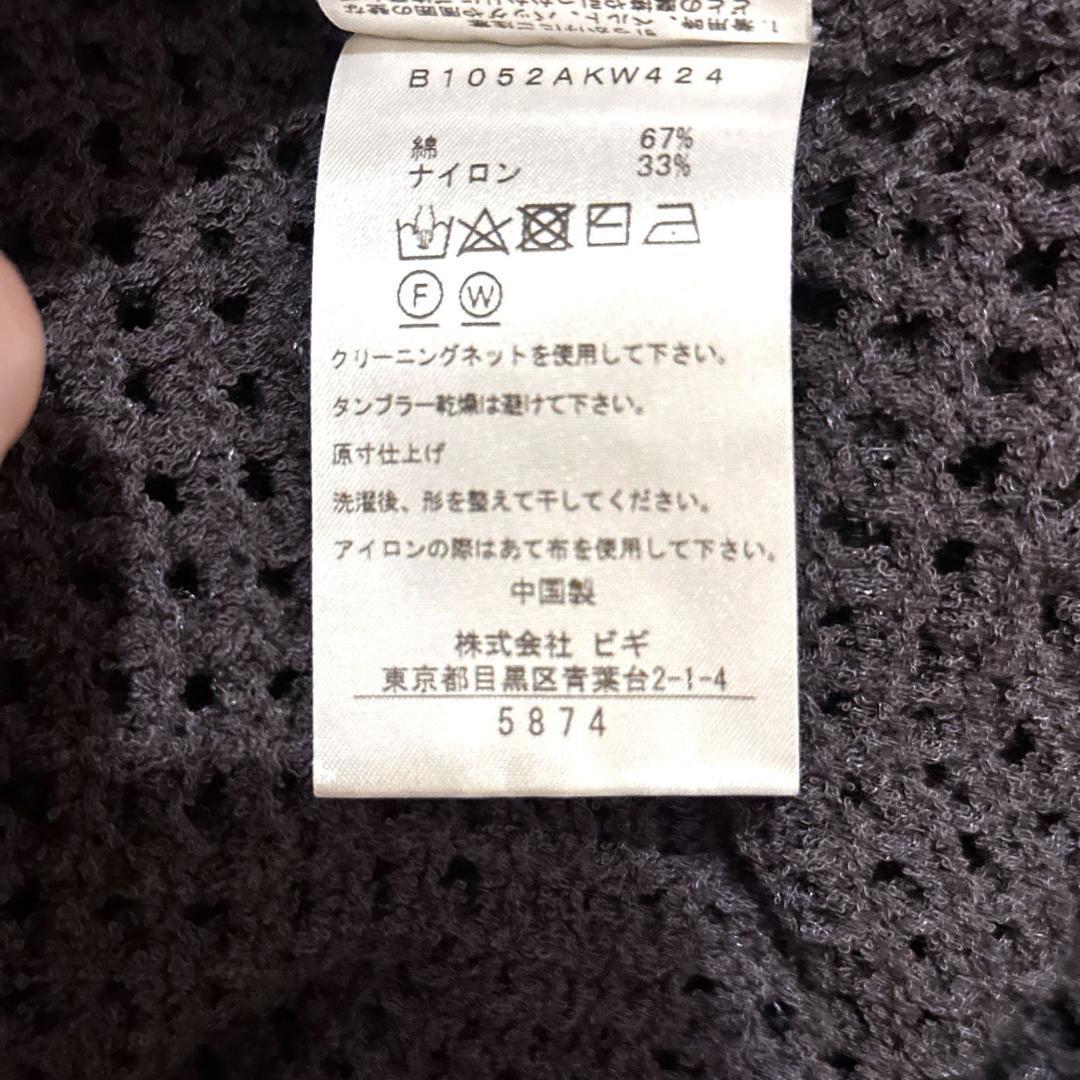 B1052AKW424
綿 67%
ナイロン 33%
F W
クリーニングネットを使用して下さい。
タンブラー乾燥は避けて下さい。
原寸仕上げ
洗濯後、形を整えて干してください。
アイロンの際はあて布を使用して下さい。
中国製
株式会社 ビギ
東京都目黒区青葉台2-1-4
5874